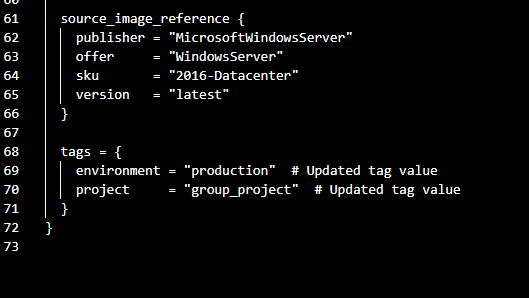 61 source_image_reference {
62 publisher = "MicrosoftWindowsServer"
63 offer     = "WindowsServer"
64 sku       = "2016-Datacenter"
65 version   = "latest"
66 }
67
68 tags = {
69 environment = "production"  # Updated tag value
70 project     = "group_project"  # Updated tag value
71 }
72 }
73